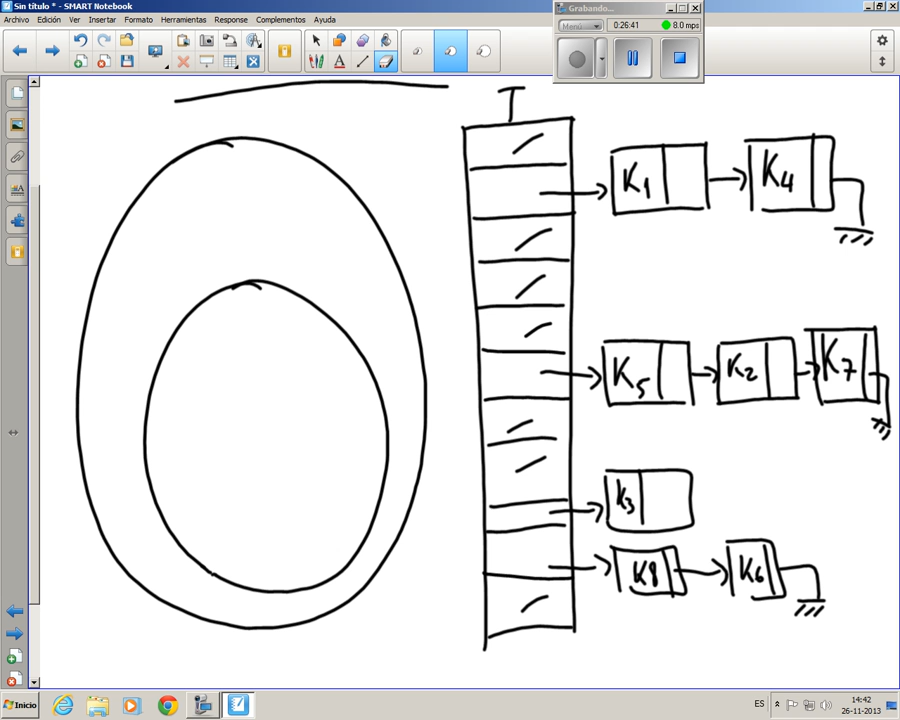 Sin título * - SMART Notebook
Archivo Edición Ver Insertar Formato Herramientas Response Complementos Ayuda
Grabando...
Menú 0:26:41 8.0 mps
T
K1 K4
K5 K2 K7
K3
K8 K6
Inicio
ES
14:42
26-11-2013